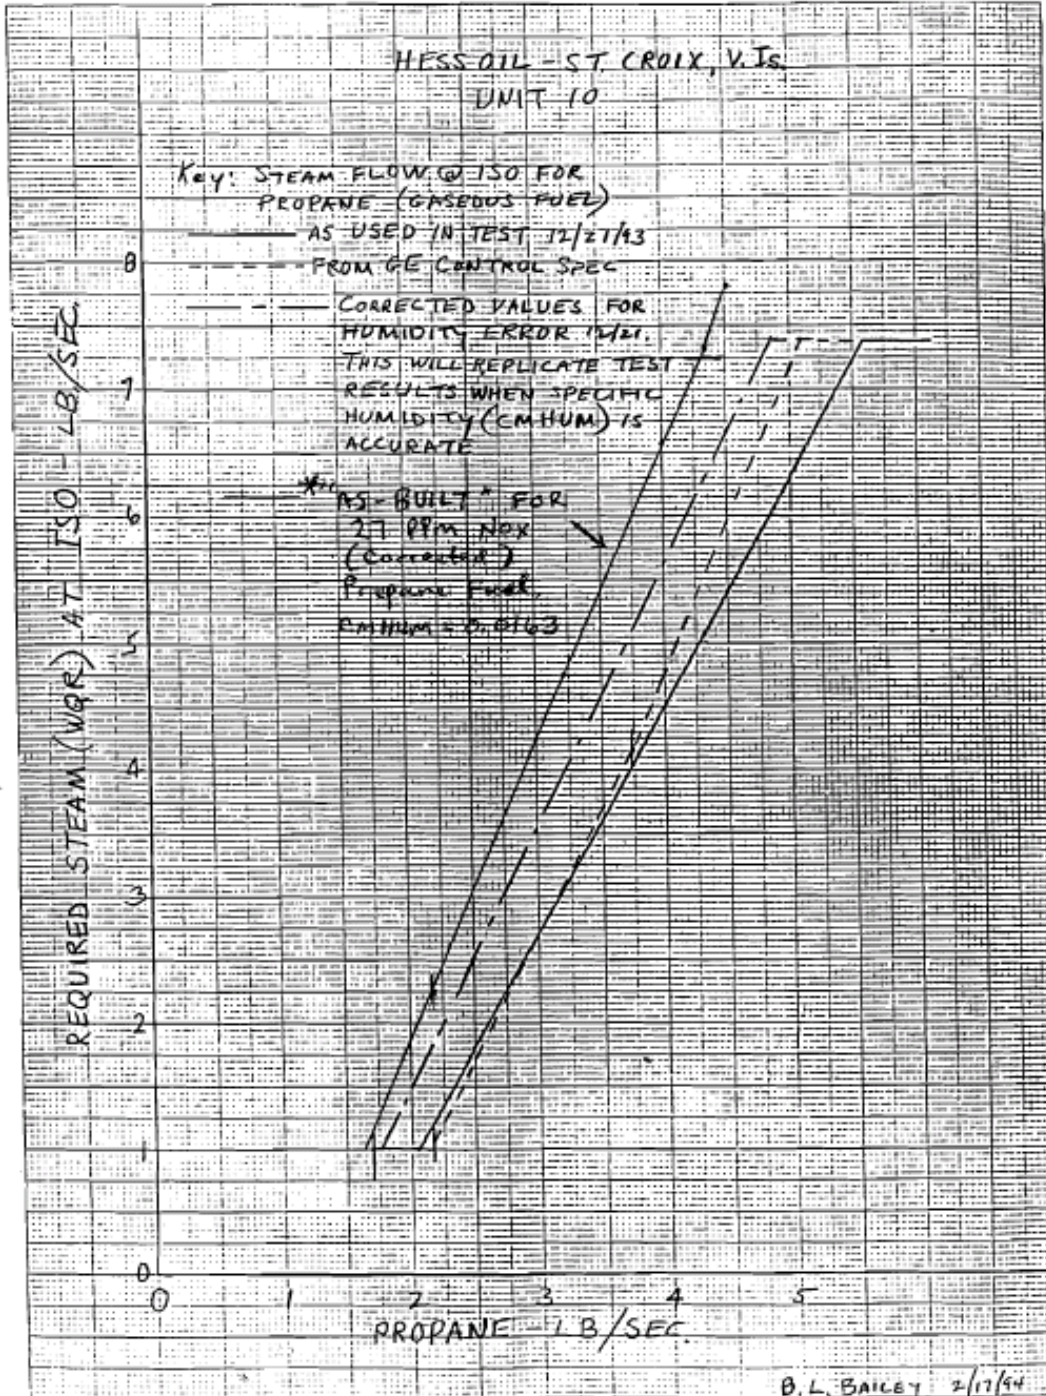 HESS OIL - ST. CROIX, V. Is.
UNIT 10
Key: STEAM FLOW @ ISO FOR
PROPANE (GASEOUS FUEL)
AS USED IN TEST 12/21/93
FROM GE CONTROL SPEC
CORRECTED VALUES FOR
HUMIDITY ERROR 12/21.
THIS WILL REPLICATE TEST
RESULTS WHEN SPECIFIC
HUMIDITY (CMHUM) IS
ACCURATE
*"AS-BUILT" FOR
27 PPM NOX
(Corrected)
Propane Fuel.
CMHUM = 0.0163
REQUIRED STEAM (WQR) AT ISO - LB/SEC.
8
7
6
5
4
3
2
1
0
0 1 2 3 4 5
PROPANE - LB/SEC.
B. L. BAILEY 2/17/94